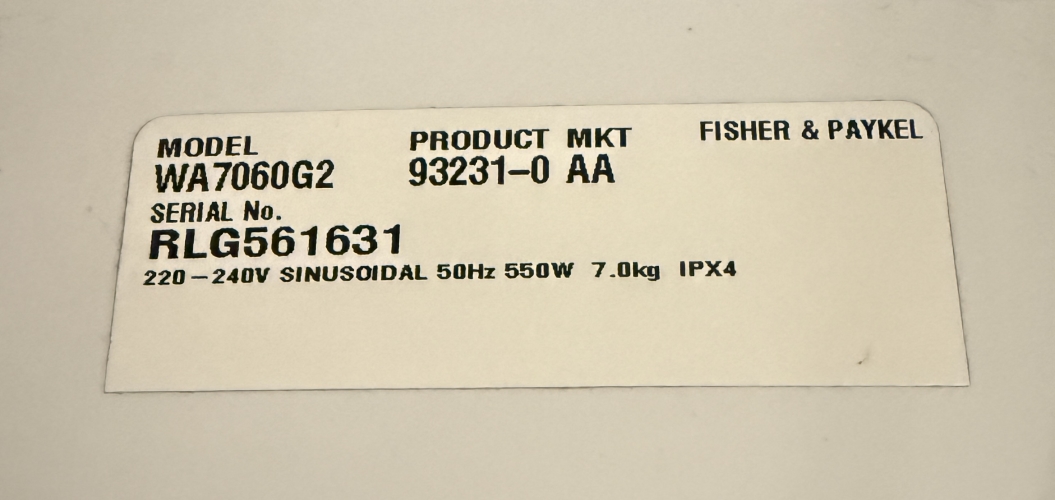 MODEL PRODUCT MKT FISHER & PAYKEL
WA7060G2 93231-0 AA
SERIAL No.
RLG561631
220-240V SINUSOIDAL 50Hz 550W 7.0kg IPX4